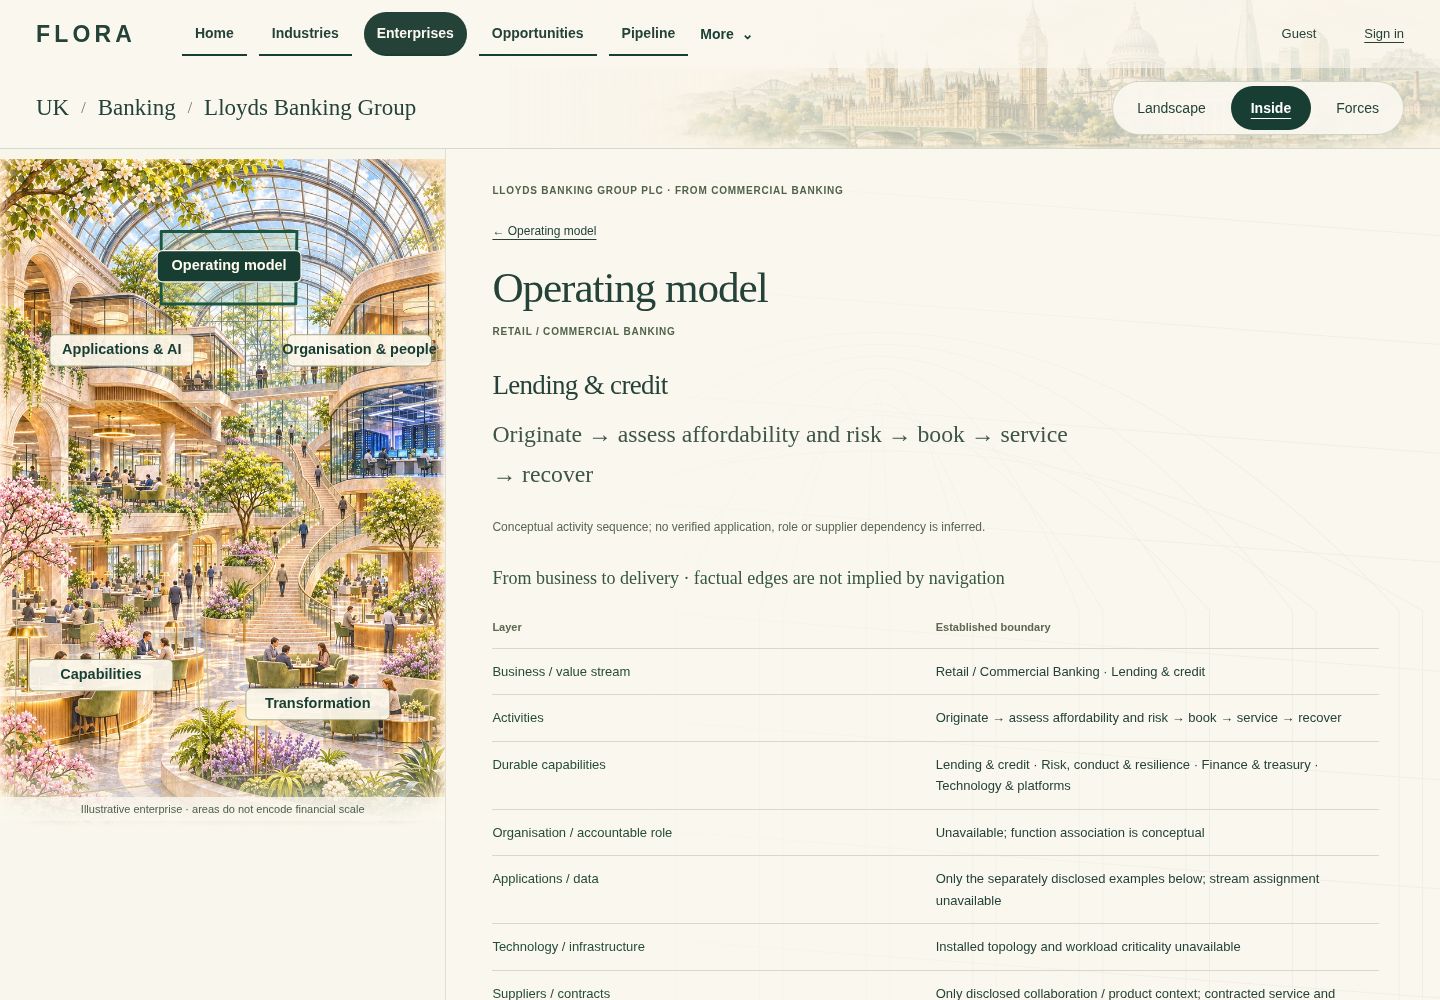 FLORA
Home
Industries
Enterprises
Opportunities
Pipeline
More
Guest
Sign in
UK / Banking / Lloyds Banking Group
Landscape
Inside
Forces
Operating model
Applications & AI
Organisation & people
Capabilities
Transformation
Illustrative enterprise · areas do not encode financial scale
LLOYDS BANKING GROUP PLC · FROM COMMERCIAL BANKING
← Operating model
Operating model
RETAIL / COMMERCIAL BANKING
Lending & credit
Originate → assess affordability and risk → book → service
→ recover
Conceptual activity sequence; no verified application, role or supplier dependency is inferred.
From business to delivery · factual edges are not implied by navigation
Layer
Established boundary
Business / value stream
Retail / Commercial Banking · Lending & credit
Activities
Originate → assess affordability and risk → book → service → recover
Durable capabilities
Lending & credit · Risk, conduct & resilience · Finance & treasury ·
Technology & platforms
Organisation / accountable role
Unavailable; function association is conceptual
Applications / data
Only the separately disclosed examples below; stream assignment
unavailable
Technology / infrastructure
Installed topology and workload criticality unavailable
Suppliers / contracts
Only disclosed collaboration / product context; contracted service and